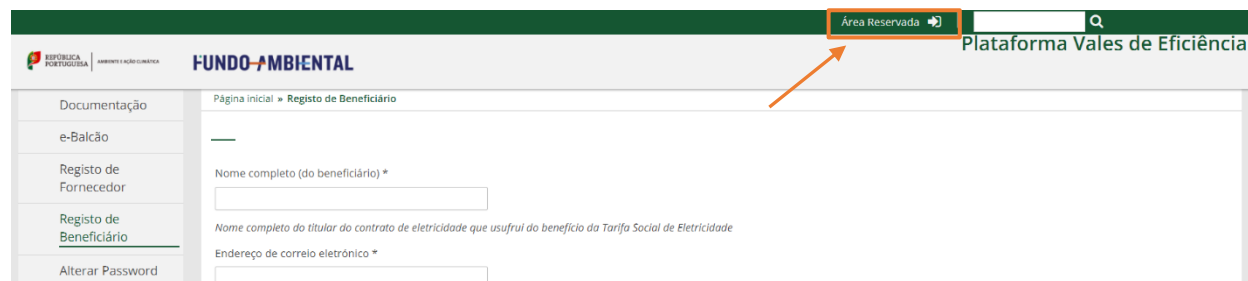 Área Reservada
Plataforma Vales de Eficiência
REPÚBLICA
PORTUGUESA
AMBIENTE E AÇÃO CLIMÁTICA
FUNDO AMBIENTAL
Documentação
e-Balcão
Registo de
Fornecedor
Registo de
Beneficiário
Alterar Password
Página inicial » Registo de Beneficiário
Nome completo (do beneficiário) *
Nome completo do titular do contrato de eletricidade que usufrui do benefício da Tarifa Social de Eletricidade
Endereço de correio eletrónico *